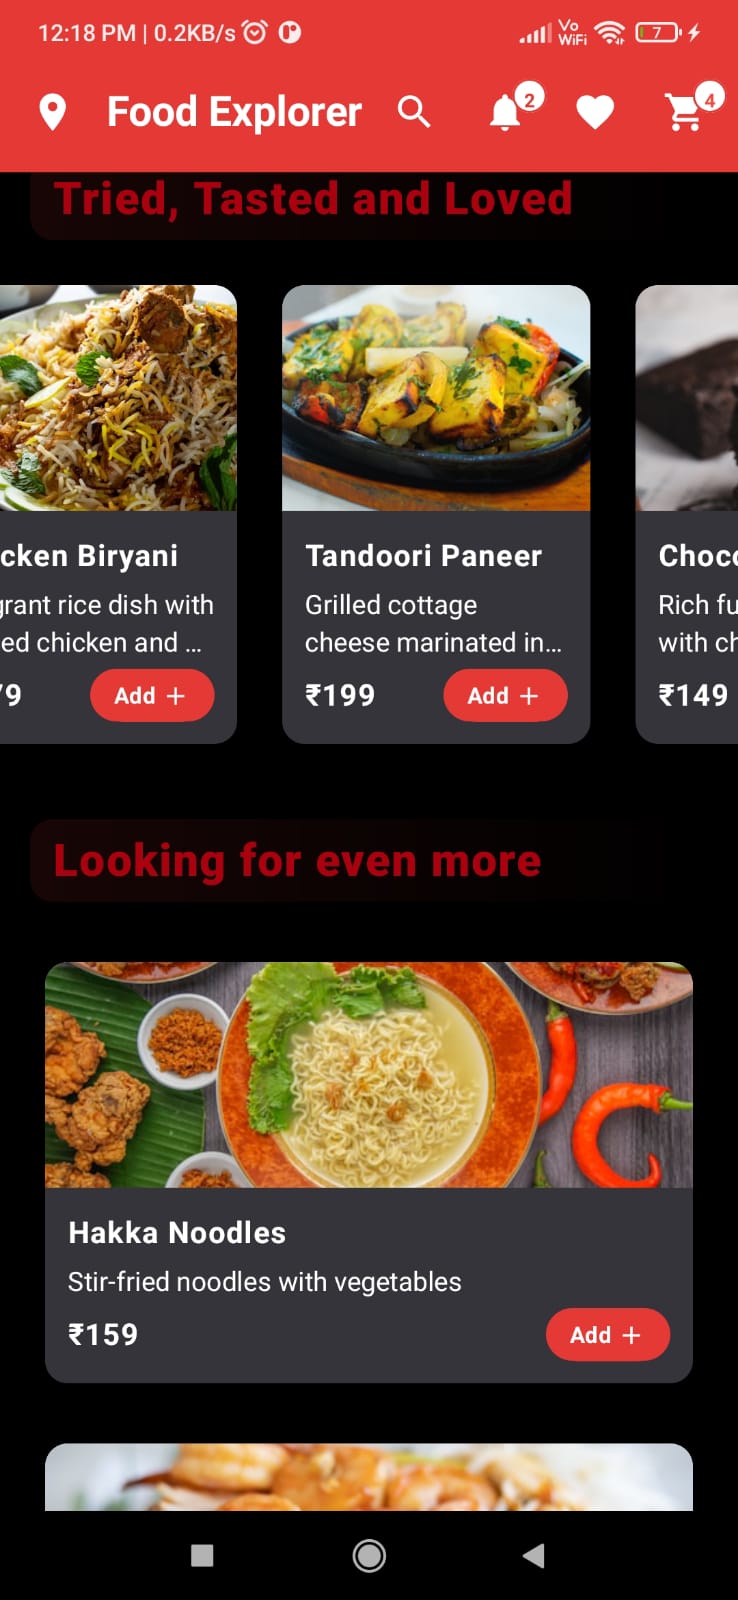 12:18 PM | 0.2KB/s
Vo
WiFi
7
Food Explorer
2
4
Tried, Tasted and Loved
cken Biryani
grant rice dish with
ed chicken and ...
79
Add +
Tandoori Paneer
Grilled cottage
cheese marinated in...
₹199
Add +
Choco
Rich fu
with ch
₹149
Looking for even more
Hakka Noodles
Stir-fried noodles with vegetables
₹159
Add +